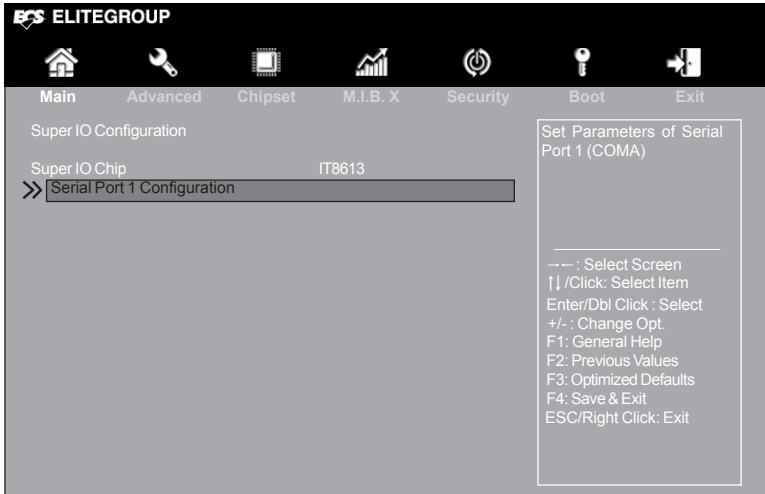 ECS ELITEGROUP
Main Advanced Chipset M.I.B. X Security Boot Exit
Super IO Configuration
Super IO Chip IT8613
Serial Port 1 Configuration
Set Parameters of Serial
Port 1 (COMA)
→← : Select Screen
↑↓ /Click: Select Item
Enter/Dbl Click : Select
+/- : Change Opt.
F1: General Help
F2: Previous Values
F3: Optimized Defaults
F4: Save & Exit
ESC/Right Click: Exit